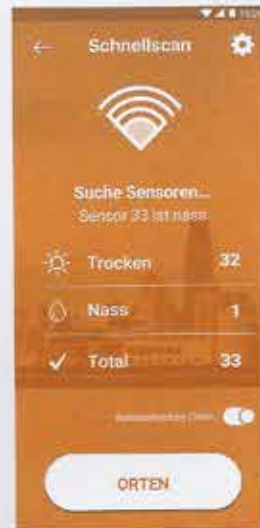 Schnellscan
Suche Sensoren...
Sensor 33 ist nass
Trocken 32
Nass 1
Total 33
ORTEN